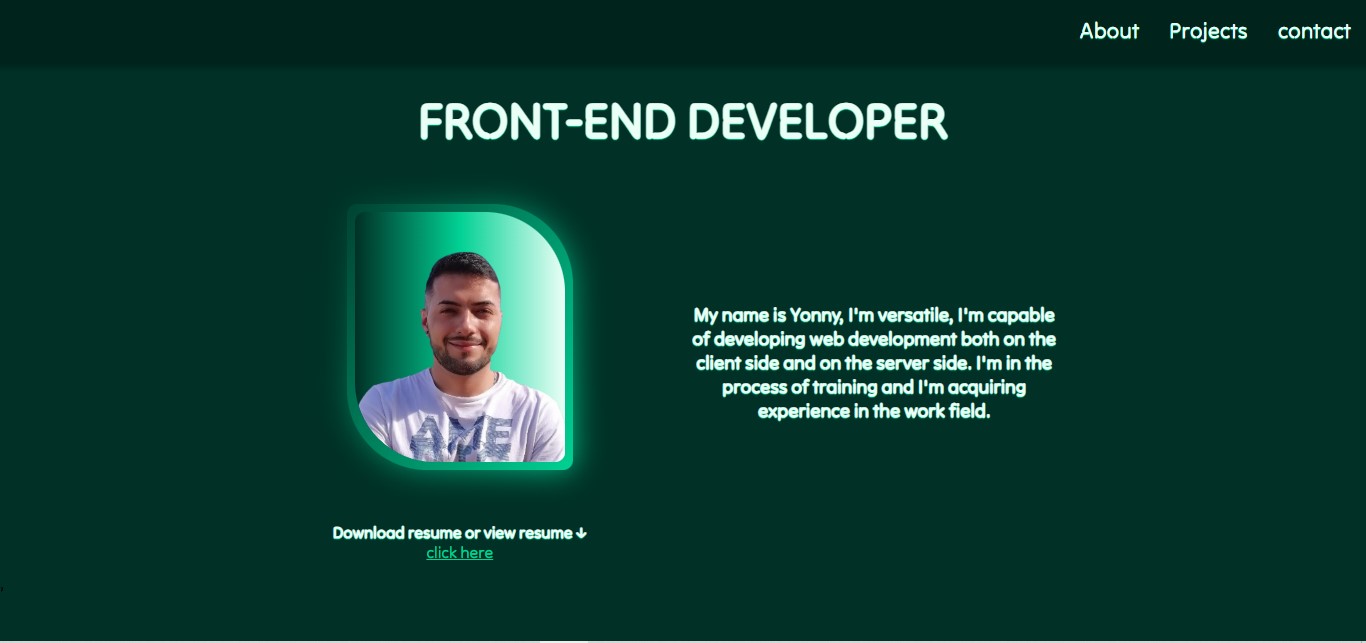 About Projects contact
FRONT-END DEVELOPER
My name is Yonny, I'm versatile, I'm capable
of developing web development both on the
client side and on the server side. I'm in the
process of training and I'm acquiring
experience in the work field.
AME
Download resume or view resume ↓
click here